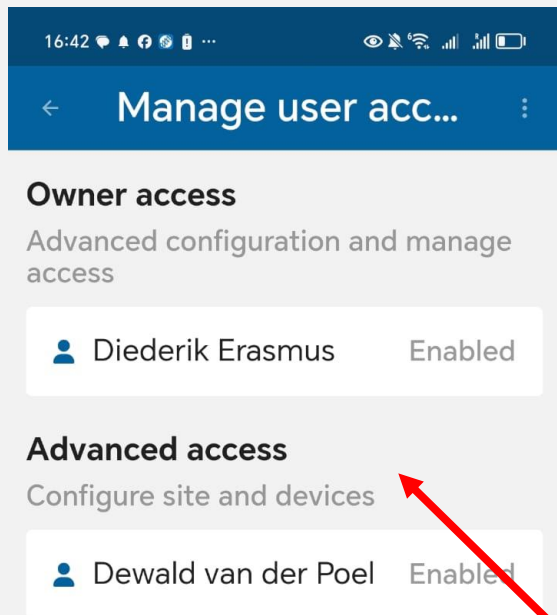 16:42
Manage user acc...
Owner access
Advanced configuration and manage
access
Diederik Erasmus Enabled
Advanced access
Configure site and devices
Dewald van der Poel Enabled